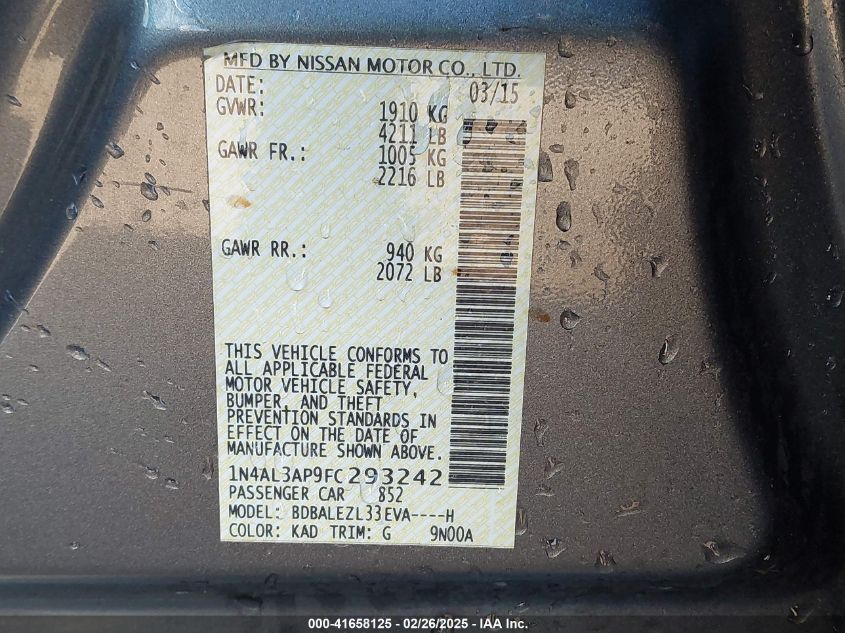 MFD BY NISSAN MOTOR CO., LTD.
DATE: 03/15
GVWR: 1910 KG
4211 LB
GAWR FR.: 1005 KG
2216 LB
GAWR RR.: 940 KG
2072 LB
THIS VEHICLE CONFORMS TO
ALL APPLICABLE FEDERAL
MOTOR VEHICLE SAFETY,
BUMPER, AND THEFT
PREVENTION STANDARDS IN
EFFECT ON THE DATE OF
MANUFACTURE SHOWN ABOVE.
1N4AL3AP9FC293242
PASSENGER CAR 852
MODEL: BDBALEZL33EVA----H
COLOR: KAD TRIM: G 9N00A
000-41658125 - 02/26/2025 - IAA Inc.